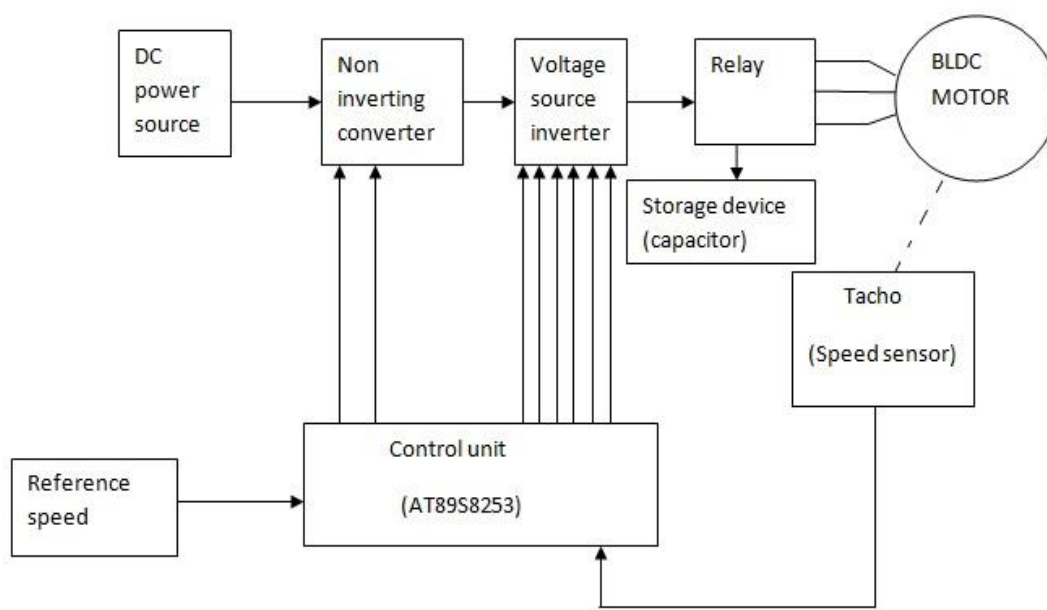 DC
power
source
Non
inverting
converter
Voltage
source
inverter
Relay
BLDC
MOTOR
Storage device
(capacitor)
Tacho
(Speed sensor)
Control unit
(AT89S8253)
Reference
speed